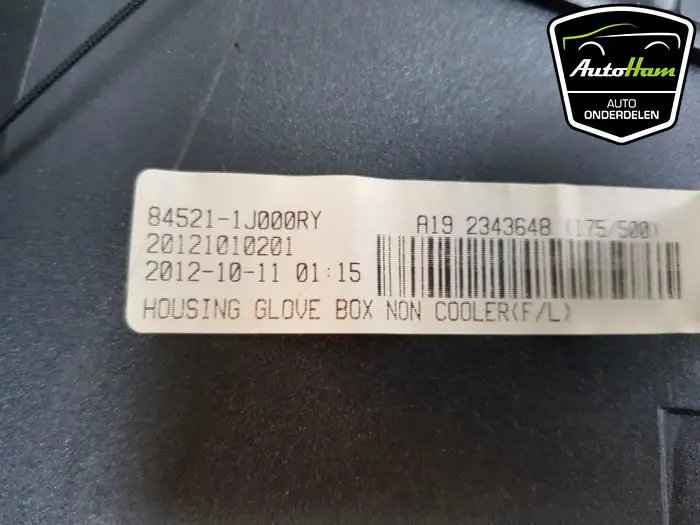 AutoHam
AUTO
ONDERDELEN
84521-1J000RY
A19 2343648 (175/500)
20121010201
2012-10-11 01:15
HOUSING GLOVE BOX NON COOLER(F/L)